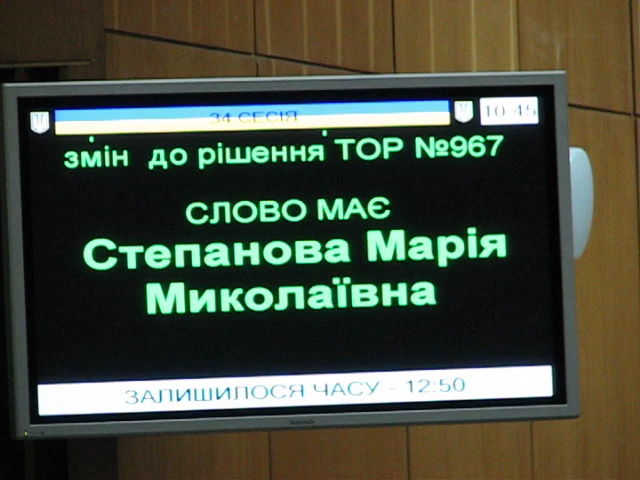 34 СЕСІЯ
10:45
змін до рішення ТОР №967
СЛОВО МАЄ
Степанова Марія
Миколаївна
ЗАЛИШИЛОСЯ ЧАСУ - 12:50